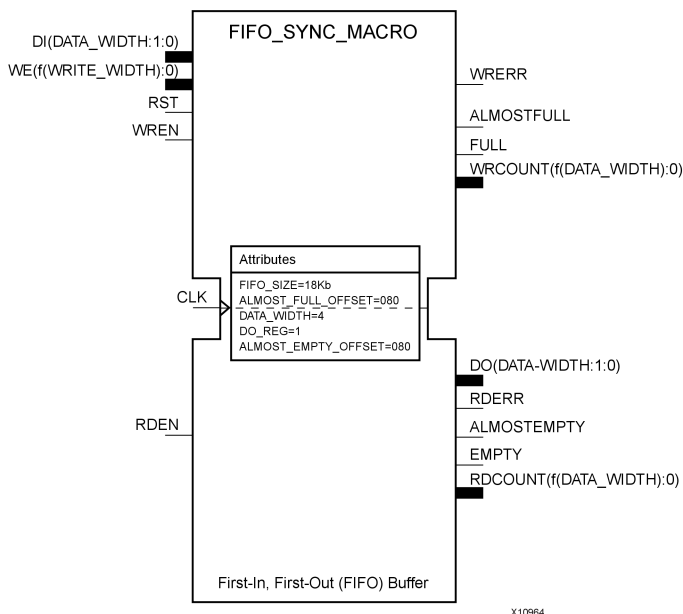 FIFO_SYNC_MACRO
DI(DATA_WIDTH:1:0)
WE(f(WRITE_WIDTH):0)
RST
WREN
WRERR
ALMOSTFULL
FULL
WRCOUNT(f(DATA_WIDTH):0)
Attributes
FIFO_SIZE=18Kb
ALMOST_FULL_OFFSET=080
DATA_WIDTH=4
DO_REG=1
ALMOST_EMPTY_OFFSET=080
CLK
DO(DATA-WIDTH:1:0)
RDERR
RDEN
ALMOSTEMPTY
EMPTY
RDCOUNT(f(DATA_WIDTH):0)
First-In, First-Out (FIFO) Buffer
X10964